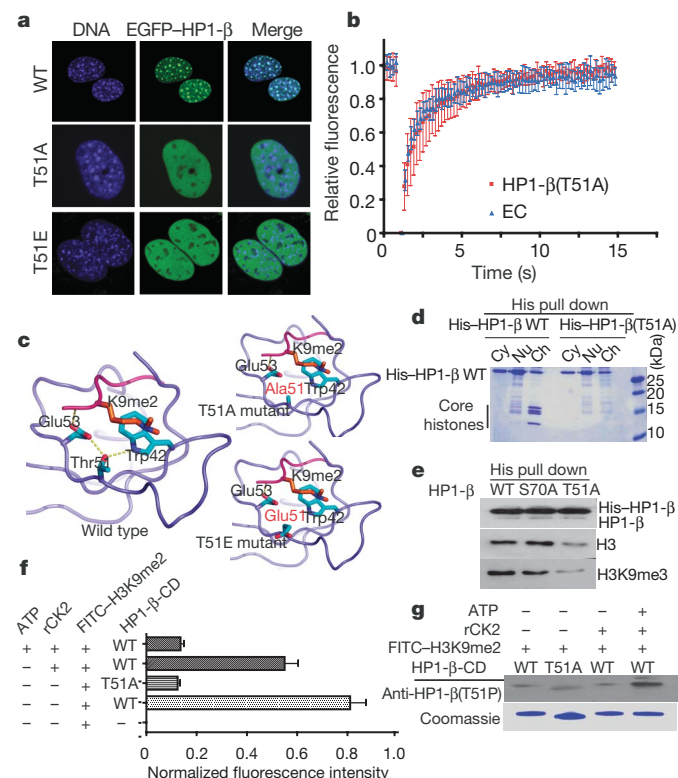 a
DNA EGFP–HP1-β Merge
WT
T51A
T51E
b
Relative fluorescence
1.0
0.8
0.6
0.4
0.2
0
HP1-β(T51A)
EC
0 5 10 15
Time (s)
c
K9me2
Glu53
Thr5
Trp42
Wild type
K9me2
Glu53
Ala51 Trp42
T51A mutant
K9me2
Glu53
Glu51 Trp42
T51E mutant
d
His pull down
His–HP1-β WT His–HP1-β(T51A)
Cy Nu Ch Cy Nu Ch (kDa)
His–HP1-β WT
Core
histones
25
20
15
10
e
His pull down
HP1-β WT S70A T51A
His–HP1-β
HP1-β
H3
H3K9me3
f
ATP rCK2 FITC–H3K9me2 HP1-β-CD
+ + + WT
– + + WT
– – + T51A
– – + WT
– – + –
0 0.2 0.4 0.6 0.8 1.0
Normalized fluorescence intensity
g
ATP – – – +
rCK2 – – + +
FITC–H3K9me2 + + + +
HP1-β-CD WT T51A WT WT
Anti-HP1-β(T51P)
Coomassie